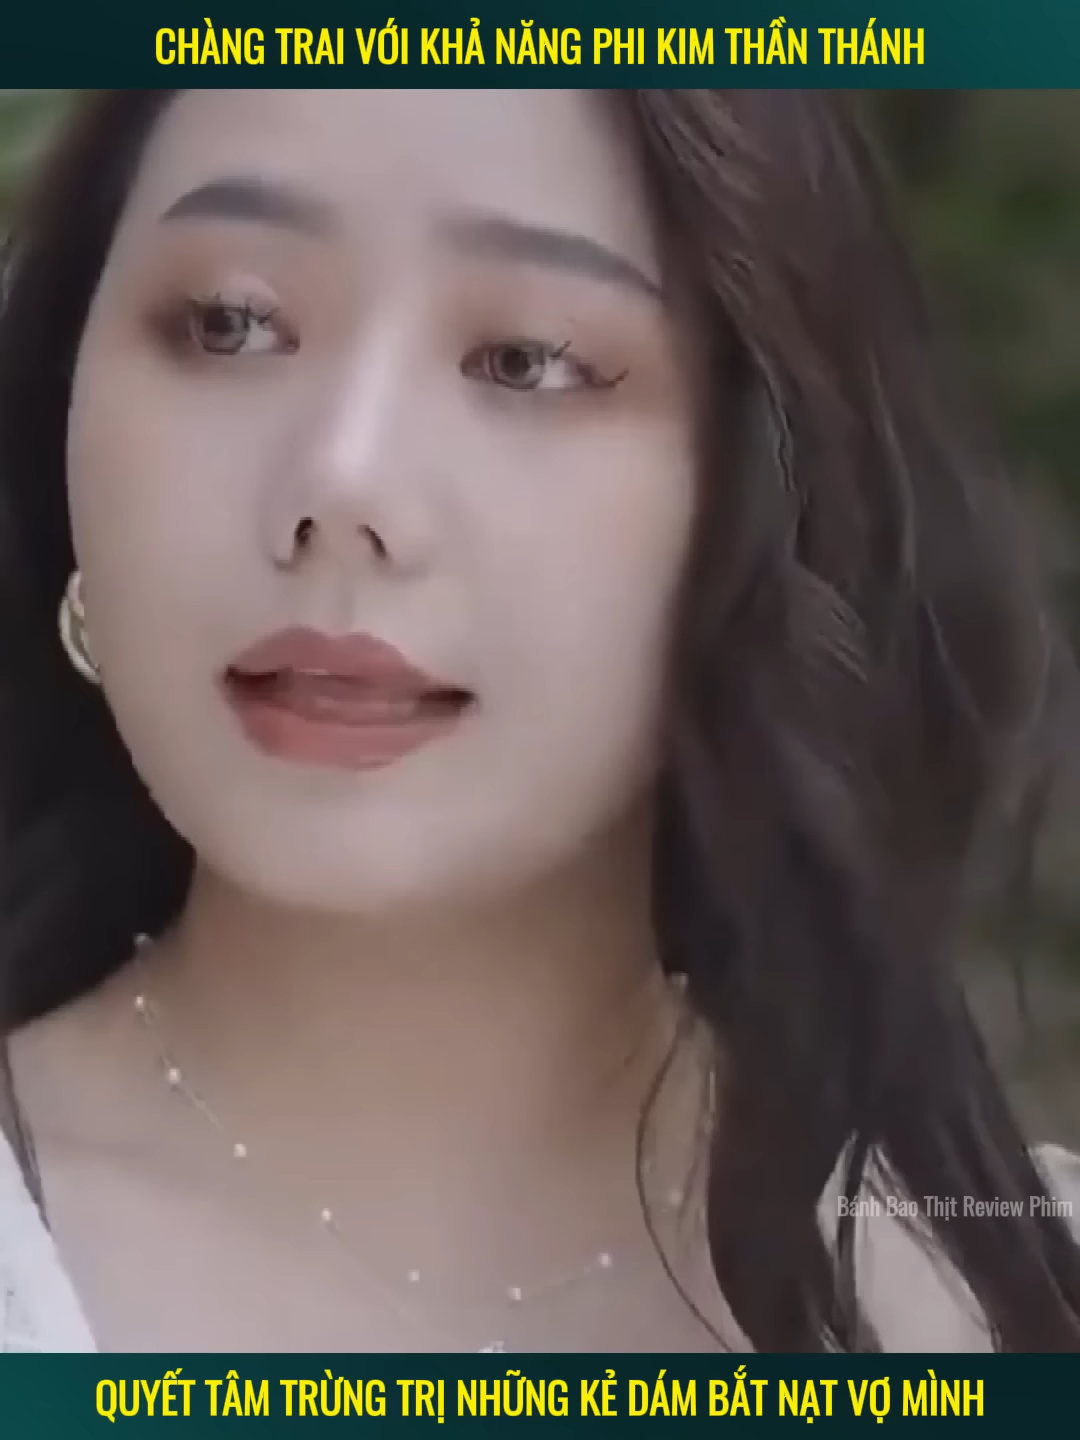 CHÀNG TRAI VỚI KHẢ NĂNG PHI KIM THẦN THÁNH
Bánh Bao Thịt Review Phim
QUYẾT TÂM TRỪNG TRỊ NHỮNG KẺ DÁM BẮT NẠT VỢ MÌNH